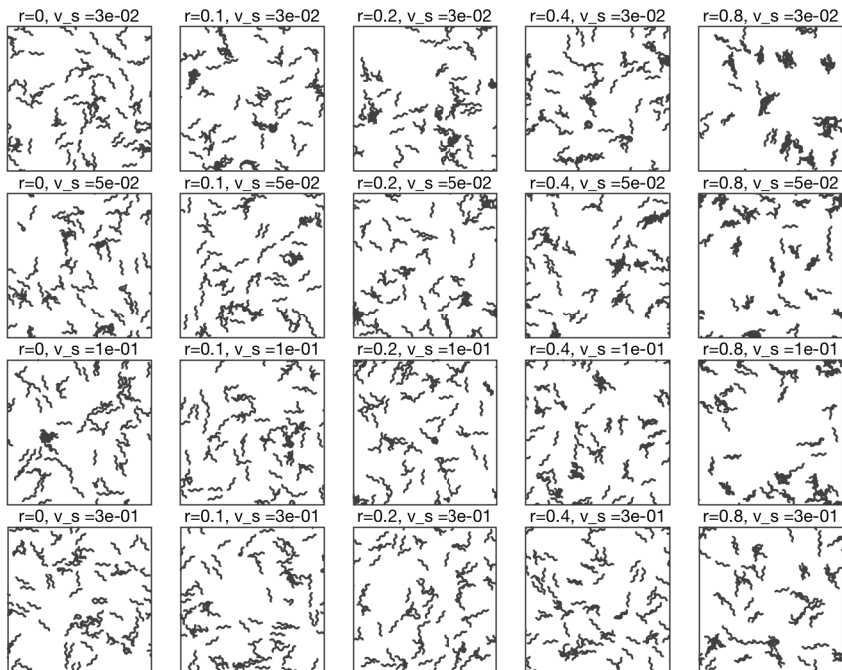 r=0, v_s =3e-02 r=0.1, v_s =3e-02 r=0.2, v_s =3e-02 r=0.4, v_s =3e-02 r=0.8, v_s =3e-02
r=0, v_s =5e-02 r=0.1, v_s =5e-02 r=0.2, v_s =5e-02 r=0.4, v_s =5e-02 r=0.8, v_s =5e-02
r=0, v_s =1e-01 r=0.1, v_s =1e-01 r=0.2, v_s =1e-01 r=0.4, v_s =1e-01 r=0.8, v_s =1e-01
r=0, v_s =3e-01 r=0.1, v_s =3e-01 r=0.2, v_s =3e-01 r=0.4, v_s =3e-01 r=0.8, v_s =3e-01